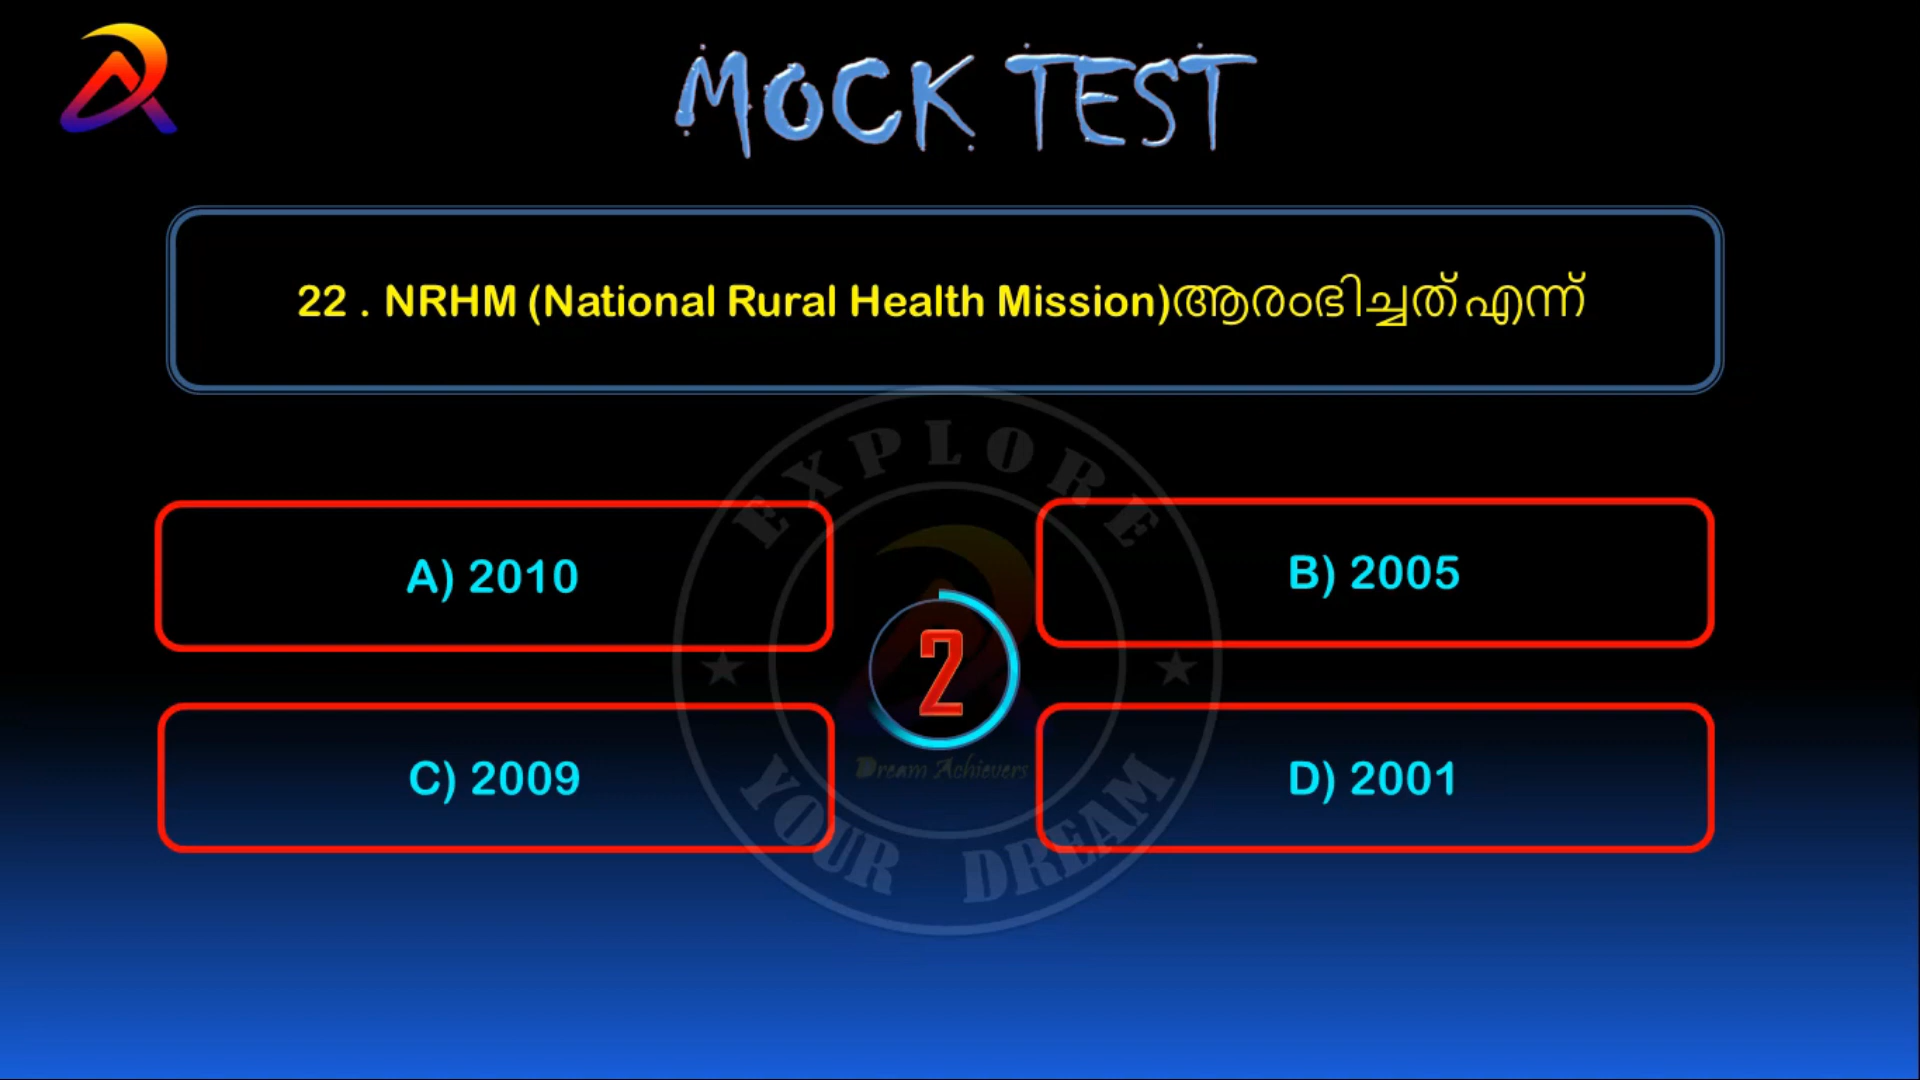 MOCK TEST
22 . NRHM (National Rural Health Mission)ആരംഭിച്ചത് എന്ന്
A) 2010
B) 2005
2
C) 2009
D) 2001
EXPLORE
YOUR DREAM
Dream Achievers